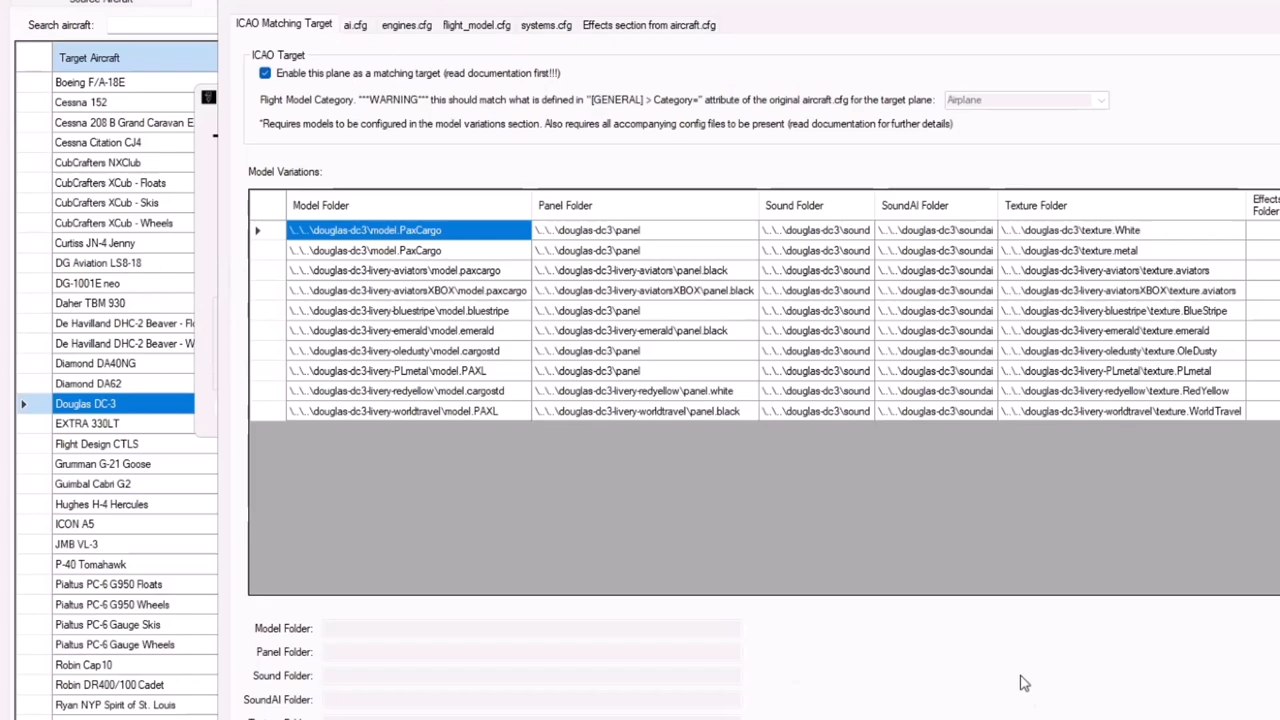 Source Aircraft
Search aircraft:
Target Aircraft
Boeing F/A-18E
Cessna 152
Cessna 208 B Grand Caravan E
Cessna Citation CJ4
CubCrafters NXClub
CubCrafters XCub - Floats
CubCrafters XCub - Skis
CubCrafters XCub - Wheels
Curtiss JN-4 Jenny
DG Aviation LS8-18
DG-1001E neo
Daher TBM 930
De Havilland DHC-2 Beaver - Fl
De Havilland DHC-2 Beaver - W
Diamond DA40NG
Diamond DA62
Douglas DC-3
EXTRA 330LT
Flight Design CTLS
Grumman G-21 Goose
Guimbal Cabri G2
Hughes H-4 Hercules
ICON A5
JMB VL-3
P-40 Tomahawk
Pialtus PC-6 G950 Floats
Pialtus PC-6 G950 Wheels
Pialtus PC-6 Gauge Skis
Pialtus PC-6 Gauge Wheels
Robin Cap10
Robin DR400/100 Cadet
Ryan NYP Spirit of St. Louis
ICAO Matching Target ai.cfg engines.cfg flight_model.cfg systems.cfg Effects section from aircraft.cfg
ICAO Target
Enable this plane as a matching target (read documentation first!!!)
Flight Model Category. ***WARNING*** this should match what is defined in "[GENERAL] > Category=" attribute of the original aircraft.cfg for the target plane: Airplane
*Requires models to be configured in the model variations section. Also requires all accompanying config files to be present (read documentation for further details)
Model Variations:
Model Folder Panel Folder Sound Folder SoundAI Folder Texture Folder Effects Folder
\..\..\douglas-dc3\model.PaxCargo \..\..\douglas-dc3\panel \..\..\douglas-dc3\sound \..\..\douglas-dc3\soundai \..\..\douglas-dc3\texture.White
\..\..\douglas-dc3\model.PaxCargo \..\..\douglas-dc3\panel \..\..\douglas-dc3\sound \..\..\douglas-dc3\soundai \..\..\douglas-dc3\texture.metal
\..\..\douglas-dc3-livery-aviators\model.paxcargo \..\..\douglas-dc3-livery-aviators\panel.black \..\..\douglas-dc3\sound \..\..\douglas-dc3\soundai \..\..\douglas-dc3-livery-aviators\texture.aviators
\..\..\douglas-dc3-livery-aviatorsXBOX\model.paxcargo \..\..\douglas-dc3-livery-aviatorsXBOX\panel.black \..\..\douglas-dc3\sound \..\..\douglas-dc3\soundai \..\..\douglas-dc3-livery-aviatorsXBOX\texture.aviators
\..\..\douglas-dc3-livery-bluestripe\model.bluestripe \..\..\douglas-dc3\panel \..\..\douglas-dc3\sound \..\..\douglas-dc3\soundai \..\..\douglas-dc3-livery-bluestripe\texture.BlueStripe
\..\..\douglas-dc3-livery-emerald\model.emerald \..\..\douglas-dc3-livery-emerald\panel.black \..\..\douglas-dc3\sound \..\..\douglas-dc3\soundai \..\..\douglas-dc3-livery-emerald\texture.emerald
\..\..\douglas-dc3-livery-oledusty\model.cargostd \..\..\douglas-dc3\panel \..\..\douglas-dc3\sound \..\..\douglas-dc3\soundai \..\..\douglas-dc3-livery-oledusty\texture.OleDusty
\..\..\douglas-dc3-livery-PLmetal\model.PAXL \..\..\douglas-dc3\panel \..\..\douglas-dc3\sound \..\..\douglas-dc3\soundai \..\..\douglas-dc3-livery-PLmetal\texture.PLmetal
\..\..\douglas-dc3-livery-redyellow\model.cargostd \..\..\douglas-dc3-livery-redyellow\panel.white \..\..\douglas-dc3\sound \..\..\douglas-dc3\soundai \..\..\douglas-dc3-livery-redyellow\texture.RedYellow
\..\..\douglas-dc3-livery-worldtravel\model.PAXL \..\..\douglas-dc3-livery-worldtravel\panel.black \..\..\douglas-dc3\sound \..\..\douglas-dc3\soundai \..\..\douglas-dc3-livery-worldtravel\texture.WorldTravel
Model Folder:
Panel Folder:
Sound Folder:
SoundAI Folder: